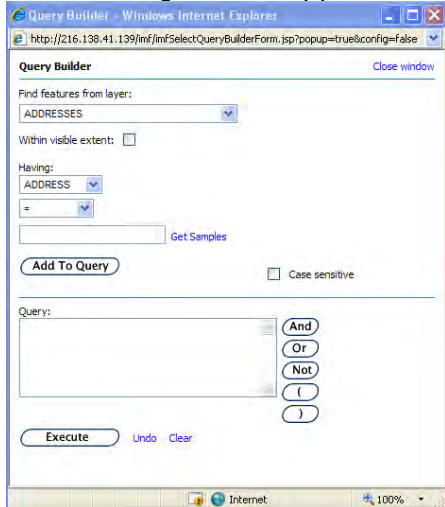 Query Builder - Windows Internet Explorer
http://216.138.41.139/imf/imfSelectQueryBuilderForm.jsp?popup=true&config=false
Query Builder Close window
Find features from layer:
ADDRESSES
Within visible extent:
Having:
ADDRESS
=
Get Samples
Add To Query
Case sensitive
Query:
And
Or
Not
(
)
Execute Undo Clear
Internet 100%